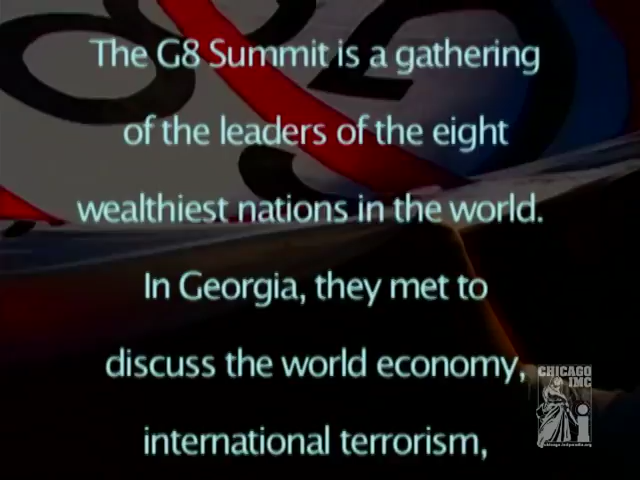 The G8 Summit is a gathering
of the leaders of the eight
wealthiest nations in the world.
In Georgia, they met to
discuss the world economy,
international terrorism,
CHICAGO
IMC
i